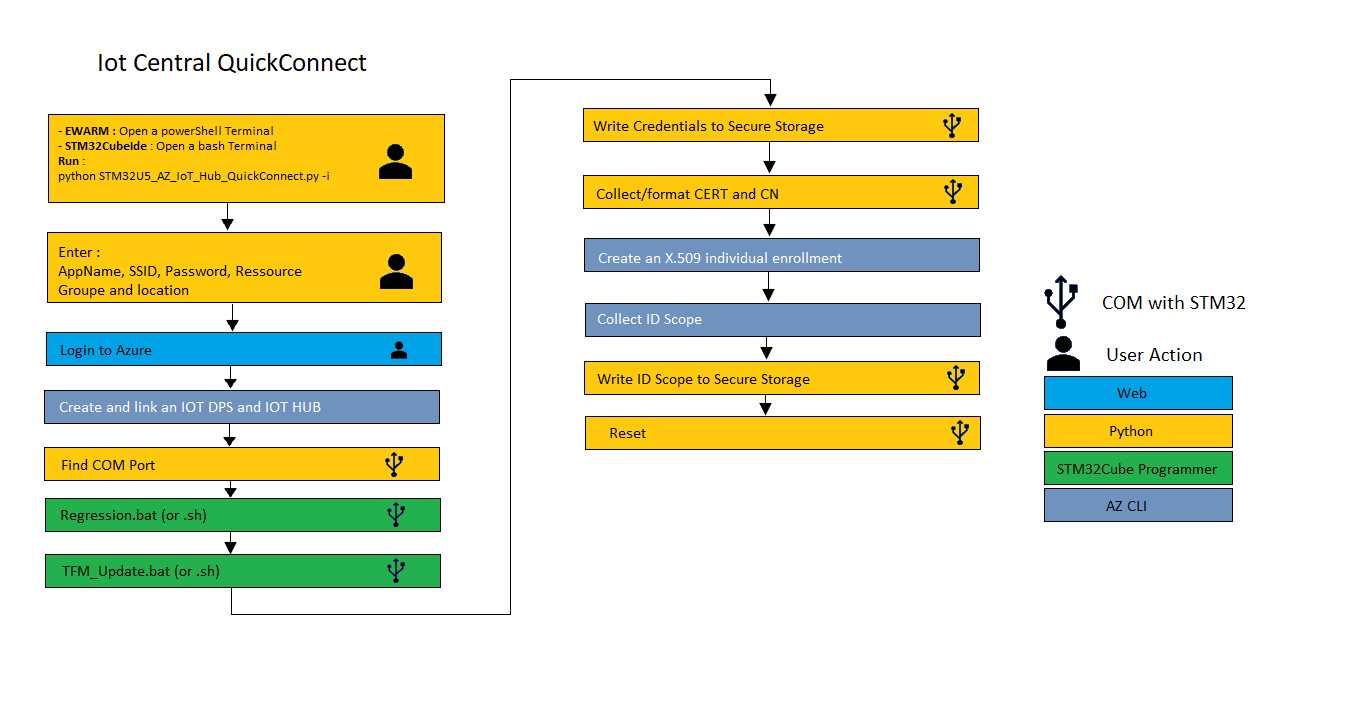 Iot Central QuickConnect
- EWARM : Open a powerShell Terminal
- STM32CubeIde : Open a bash Terminal
Run :
python STM32U5_AZ_IoT_Hub_QuickConnect.py -i
Enter :
AppName, SSID, Password, Ressource
Groupe and location
Login to Azure
Create and link an IOT DPS and IOT HUB
Find COM Port
Regression.bat (or .sh)
TFM_Update.bat (or .sh)
Write Credentials to Secure Storage
Collect/format CERT and CN
Create an X.509 individual enrollment
Collect ID Scope
Write ID Scope to Secure Storage
Reset
COM with STM32
User Action
Web
Python
STM32Cube Programmer
AZ CLI